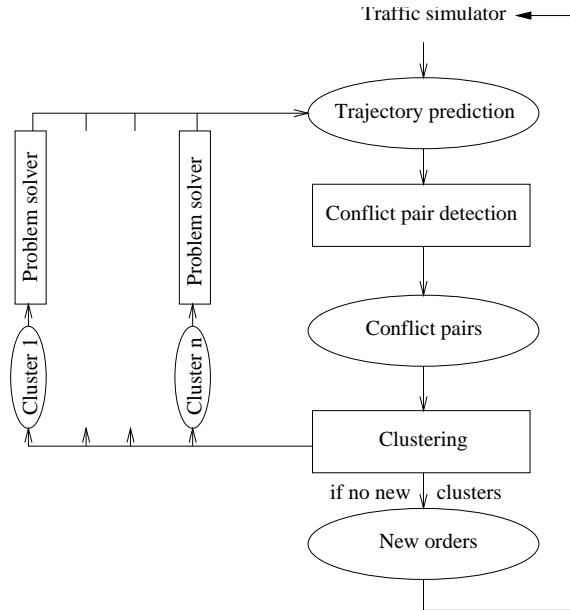 Traffic simulator
Trajectory prediction
Problem solver
Problem solver
Conflict pair detection
Conflict pairs
Cluster 1
Cluster n
Clustering
if no new clusters
New orders